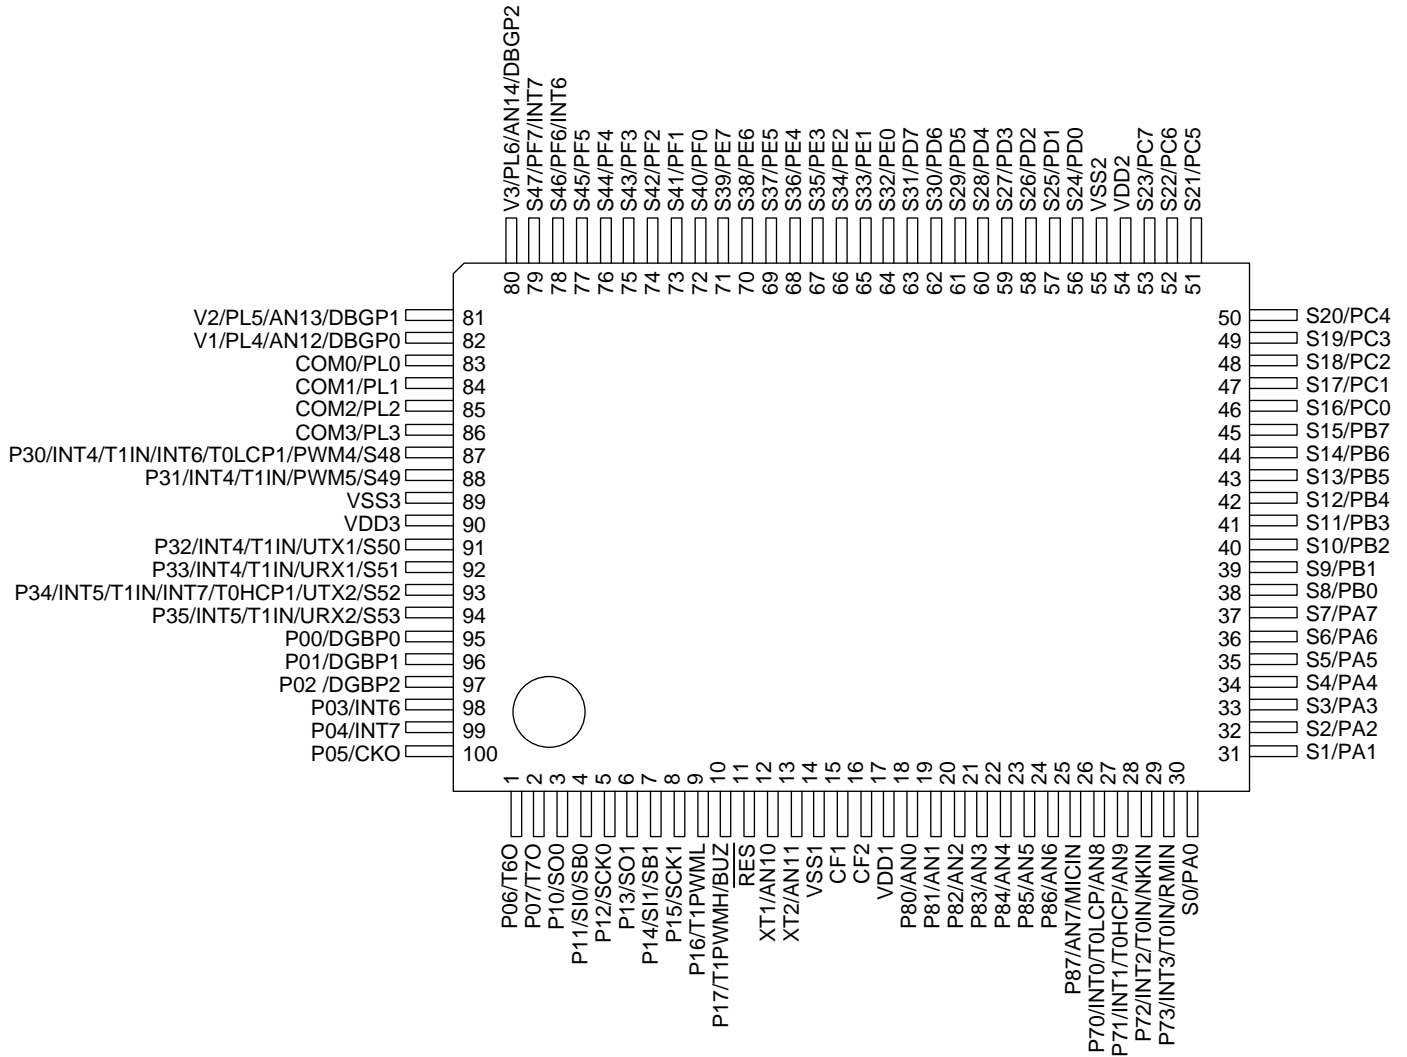 V3/PL6/AN14/DBGP2
S47/PF7/INT7
S46/PF6/INT6
S45/PF5
S44/PF4
S43/PF3
S42/PF2
S41/PF1
S40/PF0
S39/PE7
S38/PE6
S37/PE5
S36/PE4
S35/PE3
S34/PE2
S33/PE1
S32/PE0
S31/PD7
S30/PD6
S29/PD5
S28/PD4
S27/PD3
S26/PD2
S25/PD1
S24/PD0
VSS2
VDD2
S23/PC7
S22/PC6
S21/PC5
80
79
78
77
76
75
74
73
72
71
70
69
68
67
66
65
64
63
62
61
60
59
58
57
56
55
54
53
52
51
V2/PL5/AN13/DBGP1 81
V1/PL4/AN12/DBGP0 82
COM0/PL0 83
COM1/PL1 84
COM2/PL2 85
COM3/PL3 86
P30/INT4/T1IN/INT6/T0LCP1/PWM4/S48 87
P31/INT4/T1IN/PWM5/S49 88
VSS3 89
VDD3 90
P32/INT4/T1IN/UTX1/S50 91
P33/INT4/T1IN/URX1/S51 92
P34/INT5/T1IN/INT7/T0HCP1/UTX2/S52 93
P35/INT5/T1IN/URX2/S53 94
P00/DGBP0 95
P01/DGBP1 96
P02 /DGBP2 97
P03/INT6 98
P04/INT7 99
P05/CKO 100
50 S20/PC4
49 S19/PC3
48 S18/PC2
47 S17/PC1
46 S16/PC0
45 S15/PB7
44 S14/PB6
43 S13/PB5
42 S12/PB4
41 S11/PB3
40 S10/PB2
39 S9/PB1
38 S8/PB0
37 S7/PA7
36 S6/PA6
35 S5/PA5
34 S4/PA4
33 S3/PA3
32 S2/PA2
31 S1/PA1
1
2
3
4
5
6
7
8
9
10
11
12
13
14
15
16
17
18
19
20
21
22
23
24
25
26
27
28
29
30
P06/T6O
P07/T7O
P10/SO0
P11/SI0/SB0
P12/SCK0
P13/SO1
P14/SI1/SB1
P15/SCK1
P16/T1PWML
P17/T1PWMH/BUZ
RES
XT1/AN10
XT2/AN11
VSS1
CF1
CF2
VDD1
P80/AN0
P81/AN1
P82/AN2
P83/AN3
P84/AN4
P85/AN5
P86/AN6
P87/AN7/MICIN
P70/INT0/T0LCP/AN8
P71/INT1/T0HCP/AN9
P72/INT2/T0IN/NKIN
P73/INT3/T0IN/RMIN
S0/PA0